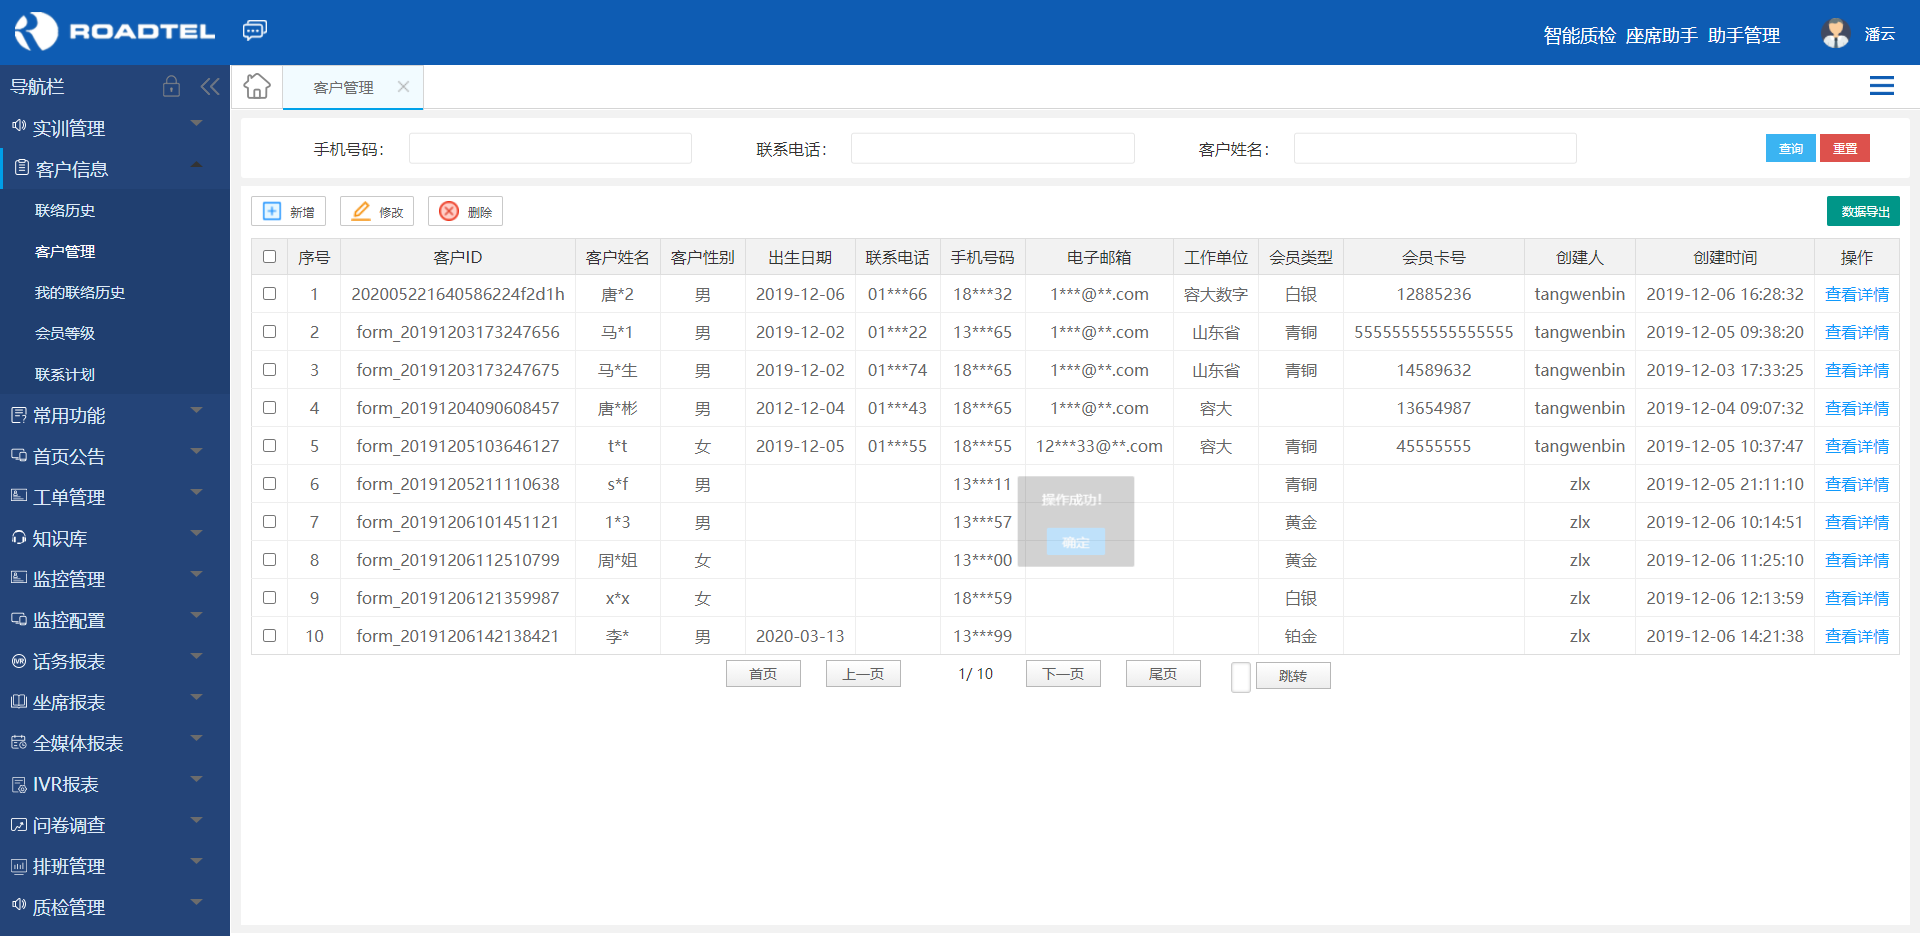 ROADTEL
智能质检 座席助手 助手管理 潘云
导航栏
实训管理
客户信息
联络历史
客户管理
我的联络历史
会员等级
联系计划
常用功能
首页公告
工单管理
知识库
监控管理
监控配置
话务报表
坐席报表
全媒体报表
IVR报表
问卷调查
排班管理
质检管理
客户管理
手机号码: 联系电话: 客户姓名: 查询 重置
新增 修改 删除 数据导出
序号 客户ID 客户姓名 客户性别 出生日期 联系电话 手机号码 电子邮箱 工作单位 会员类型 会员卡号 创建人 创建时间 操作
1 202005221640586224f2d1h 唐*2 男 2019-12-06 01***66 18***32 1***@**.com 容大数字 白银 12885236 tangwenbin 2019-12-06 16:28:32 查看详情
2 form_20191203173247656 马*1 男 2019-12-02 01***22 13***65 1***@**.com 山东省 青铜 55555555555555555 tangwenbin 2019-12-05 09:38:20 查看详情
3 form_20191203173247675 马*生 男 2019-12-02 01***74 18***65 1***@**.com 山东省 青铜 14589632 tangwenbin 2019-12-03 17:33:25 查看详情
4 form_20191204090608457 唐*彬 男 2012-12-04 01***43 18***65 1***@**.com 容大 13654987 tangwenbin 2019-12-04 09:07:32 查看详情
5 form_20191205103646127 t*t 女 2019-12-05 01***55 18***55 12***33@**.com 容大 青铜 45555555 tangwenbin 2019-12-05 10:37:47 查看详情
6 form_20191205211110638 s*f 男 13***11 青铜 zlx 2019-12-05 21:11:10 查看详情
7 form_20191206101451121 1*3 男 13***57 黄金 zlx 2019-12-06 10:14:51 查看详情
8 form_20191206112510799 周*姐 女 13***00 黄金 zlx 2019-12-06 11:25:10 查看详情
9 form_20191206121359987 x*x 女 18***59 白银 zlx 2019-12-06 12:13:59 查看详情
10 form_20191206142138421 李* 男 2020-03-13 13***99 铂金 zlx 2019-12-06 14:21:38 查看详情
操作成功!
确定
首页 上一页 1/ 10 下一页 尾页 跳转